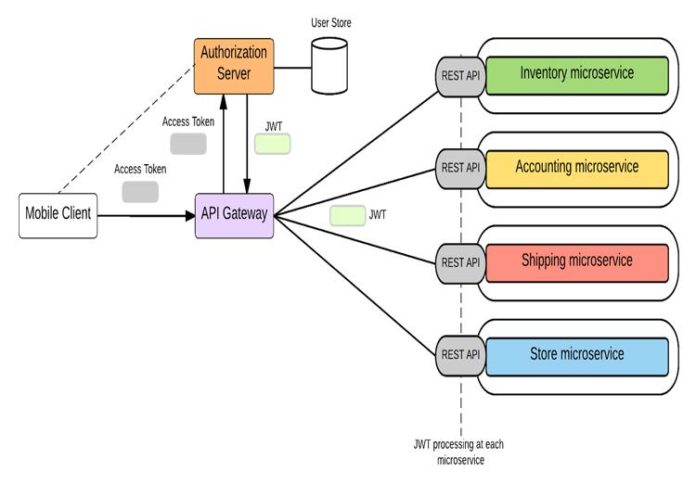 User Store
Authorization
Server
REST API
Inventory microservice
Access Token
JWT
Access Token
REST API
Accounting microservice
Mobile Client
API Gateway
JWT
REST API
Shipping microservice
REST API
Store microservice
JWT processing at each
microservice